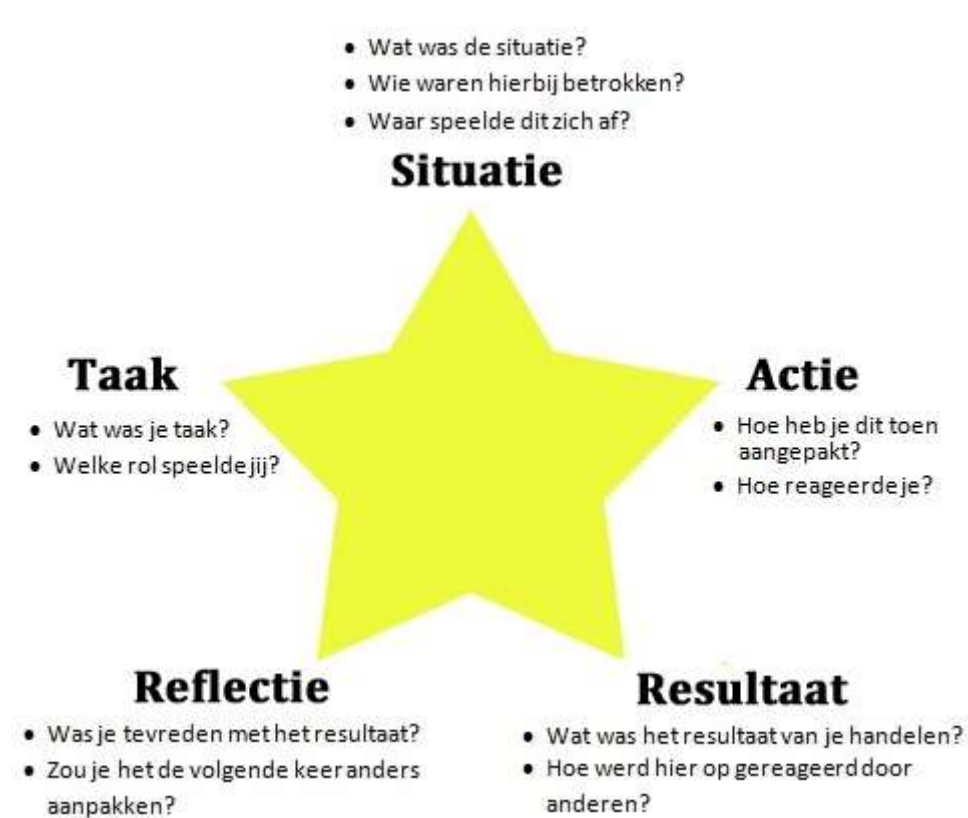 • Wat was de situatie?
• Wie waren hierbij betrokken?
• Waar speelde dit zich af?
Situatie
Taak
• Wat was je taak?
• Welke rol speelde jij?
Actie
• Hoe heb je dit toen
aangepakt?
• Hoe reageerde je?
Reflectie
• Was je tevreden met het resultaat?
• Zou je het de volgende keer anders
aanpakken?
Resultaat
• Wat was het resultaat van je handelen?
• Hoe werd hier op gereageerd door
anderen?